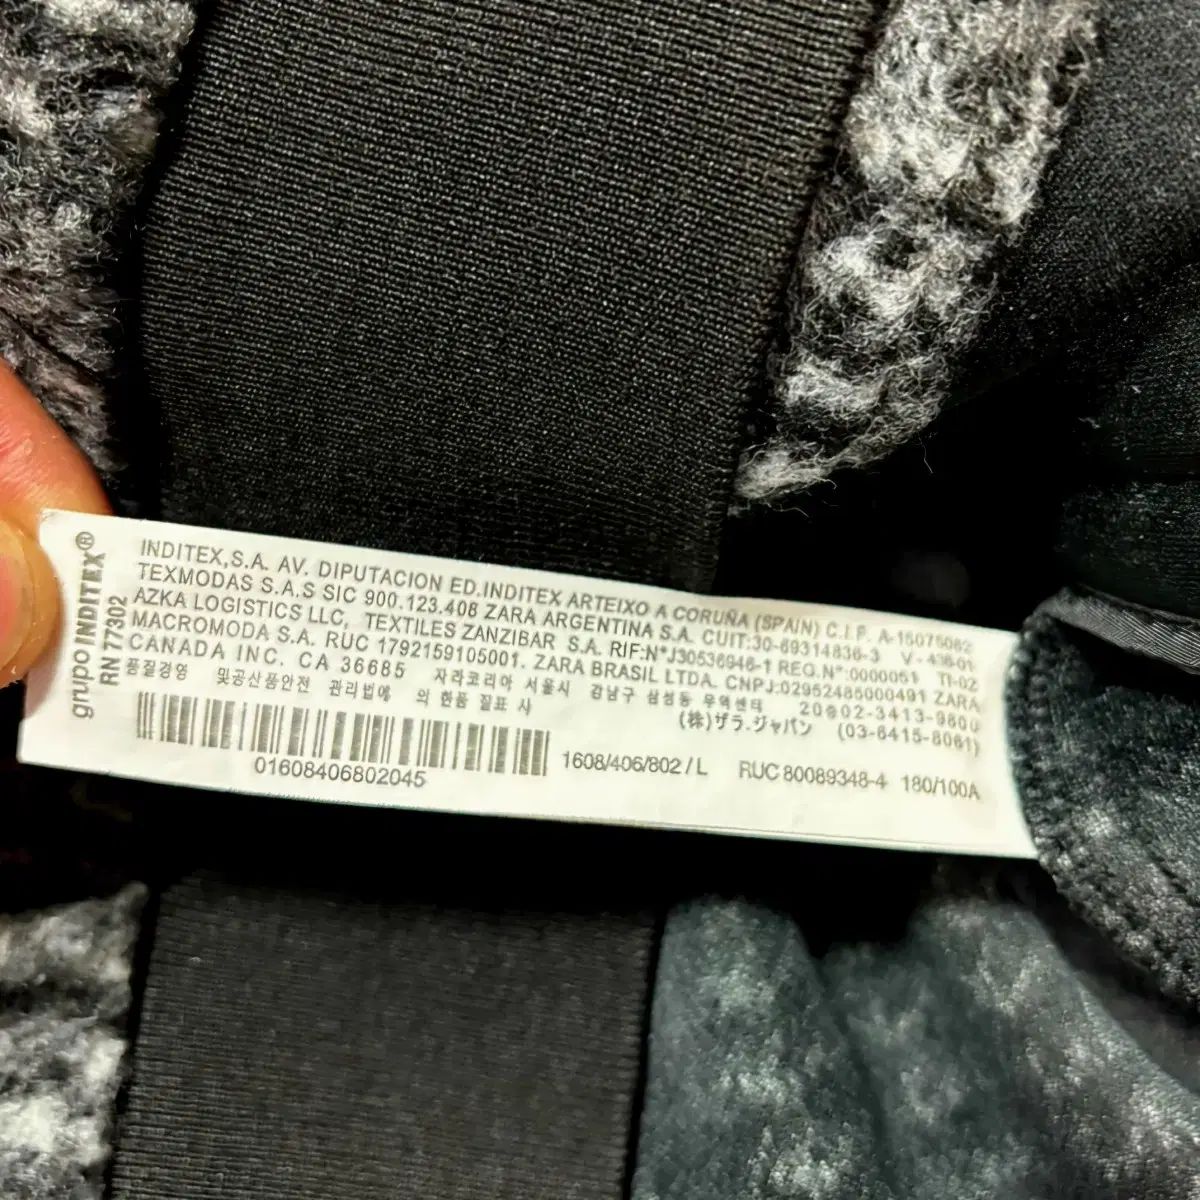 grupo INDITEX®
RN 77302
INDITEX,S.A. AV. DIPUTACION ED.INDITEX ARTEIXO A CORUÑA (SPAIN) C.I.F. A-15075062
TEXMODAS S.A.S SIC 900.123.408 ZARA ARGENTINA S.A. CUIT:30-69314836-3 V-436-01
AZKA LOGISTICS LLC, TEXTILES ZANZIBAR S.A. RIF:N°J30536946-1 REG.N°:0000051 TI-02
MACROMODA S.A. RUC 1792159105001. ZARA BRASIL LTDA. CNPJ:02952485000491 ZARA
CANADA INC. CA 36685 자라코리아 서울시 강남구 삼성동 무역센터 20층02-3413-9800
품질경영 및공산품안전 관리법에 의 한품 질표 시 (株)ザラ.ジャパン (03-6415-8061)
01608406802045 1608/406/802/L RUC 80089348-4 180/100A